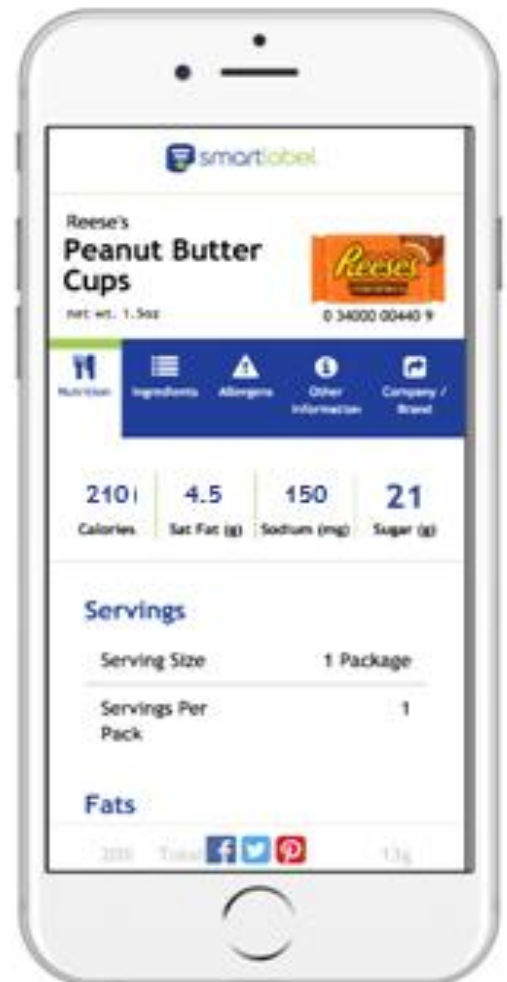 smartlabel
Reese's
Peanut Butter
Cups
net wt. 1.5oz
Reese's
0 34000 00440 9
Nutrition
Ingredients
Allergens
Other
Information
Company /
Brand
210
4.5
150
21
Calories
Sat Fat (g)
Sodium (mg)
Sugar (g)
Servings
Serving Size 1 Package
Servings Per 1
Pack
Fats
Total 13g